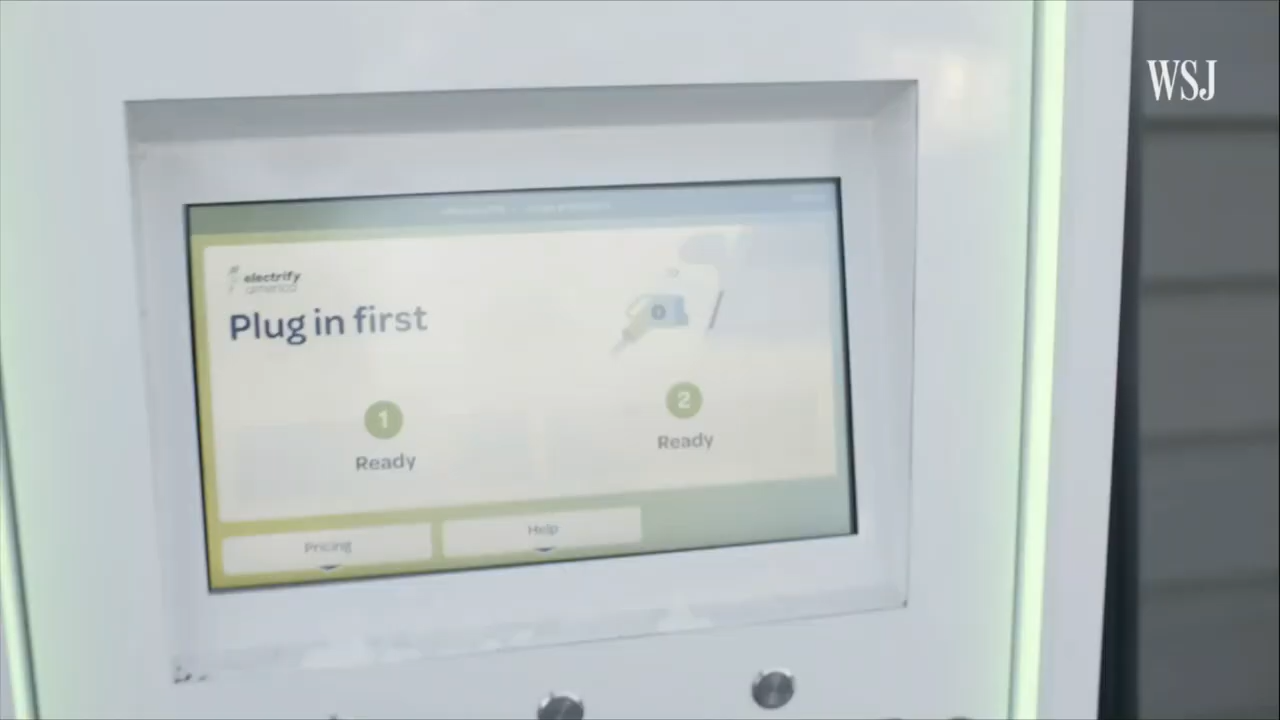 WSJ
electrify
america
Plug in first
1
Ready
2
Ready
Pricing
Help